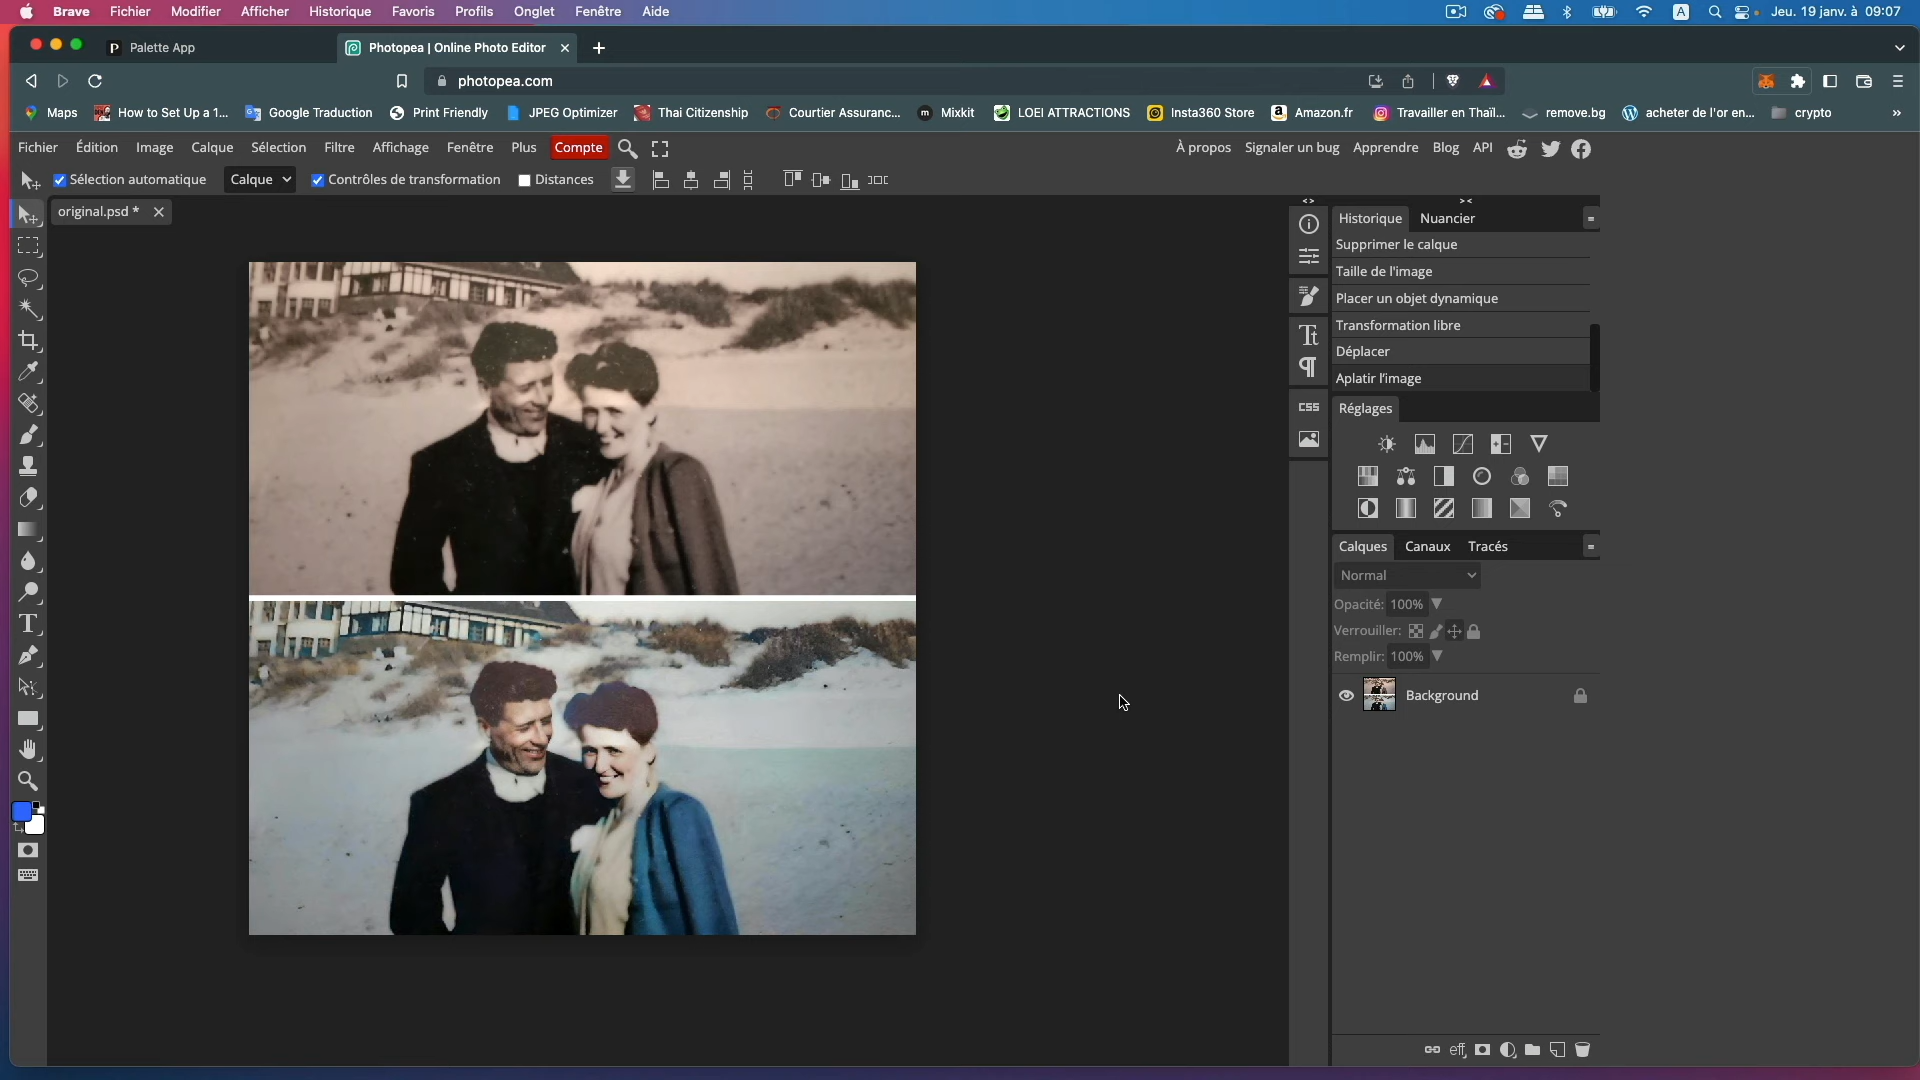 Brave Fichier Modifier Afficher Historique Favoris Profils Onglet Fenêtre Aide A Jeu. 19 janv. à 09:07
P Palette App Photopea | Online Photo Editor
photopea.com
Maps How to Set Up a 1... Google Traduction Print Friendly JPEG Optimizer Thai Citizenship Courtier Assuranc... m Mixkit LOEI ATTRACTIONS Insta360 Store a Amazon.fr Travailler en Thaïl... remove.bg acheter de l'or en... crypto »
Fichier Édition Image Calque Sélection Filtre Affichage Fenêtre Plus Compte À propos Signaler un bug Apprendre Blog API
Sélection automatique Calque Contrôles de transformation Distances
original.psd *
Historique Nuancier
Supprimer le calque
Taille de l'image
Placer un objet dynamique
Transformation libre
Déplacer
Aplatir l'image
CSS
Réglages
Calques Canaux Tracés
Normal
Opacité: 100%
Verrouiller:
Remplir: 100%
Background
eff